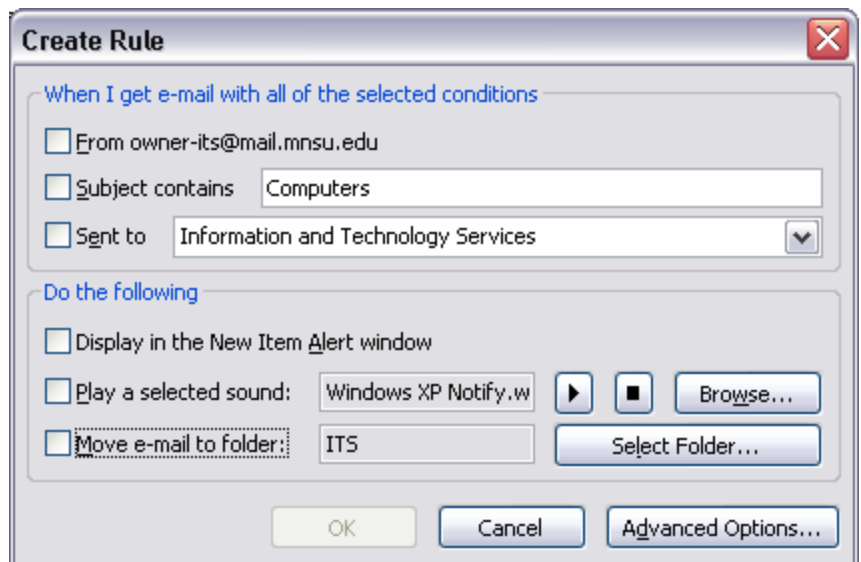 Create Rule
When I get e-mail with all of the selected conditions
From owner-its@mail.mnsu.edu
Subject contains Computers
Sent to Information and Technology Services
Do the following
Display in the New Item Alert window
Play a selected sound: Windows XP Notify.w Browse...
Move e-mail to folder: ITS Select Folder...
OK Cancel Advanced Options...